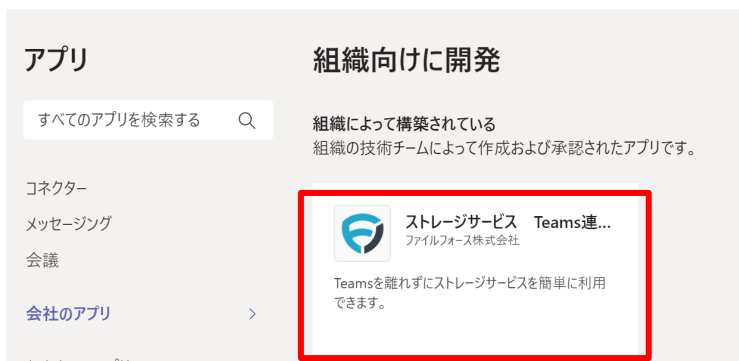 アプリ
すべてのアプリを検索する
コネクター
メッセージング
会議
会社のアプリ
組織向けに開発
組織によって構築されている
組織の技術チームによって作成および承認されたアプリです。
ストレージサービス　Teams連...
ファイルフォース株式会社
Teamsを離れずにストレージサービスを簡単に利用
できます。